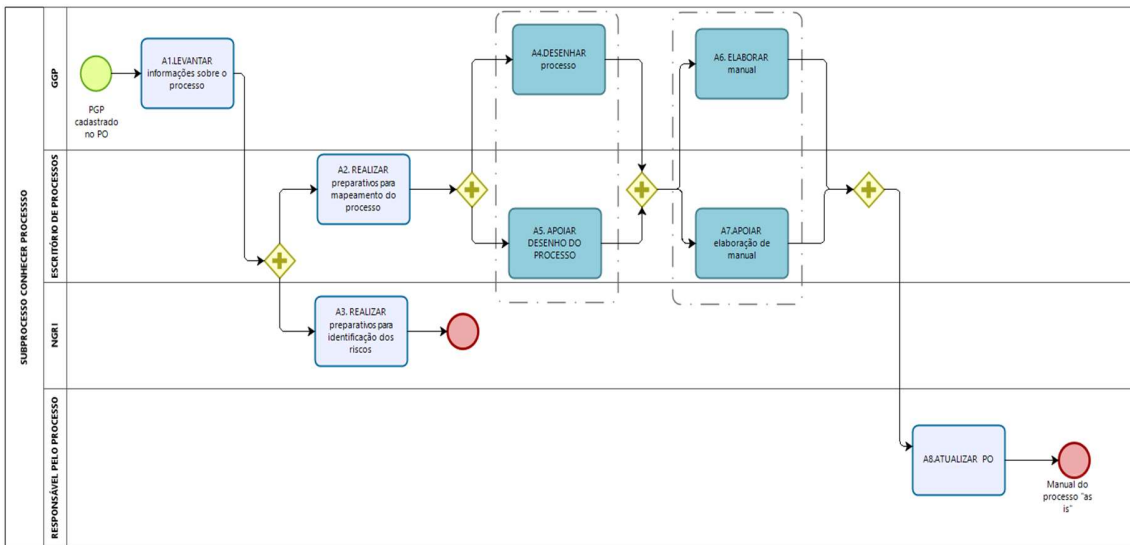 SUBPROCESSO CONHECER PROCESSSO
GGP
PGP
cadastrado
no PO
A1.LEVANTAR
informações sobre o
processo
A4.DESENHAR
processo
A6. ELABORAR
manual
ESCRITÓRIO DE PROCESSOS
A2. REALIZAR
preparativos para
mapeamento do
processo
A5. APOIAR
DESENHO DO
PROCESSO
A7.APOIAR
elaboração de
manual
NGRI
A3. REALIZAR
preparativos para
identificação dos
riscos
RESPONSÁVEL PELO PROCESSO
A8.ATUALIZAR PO
Manual do
processo "as
is"